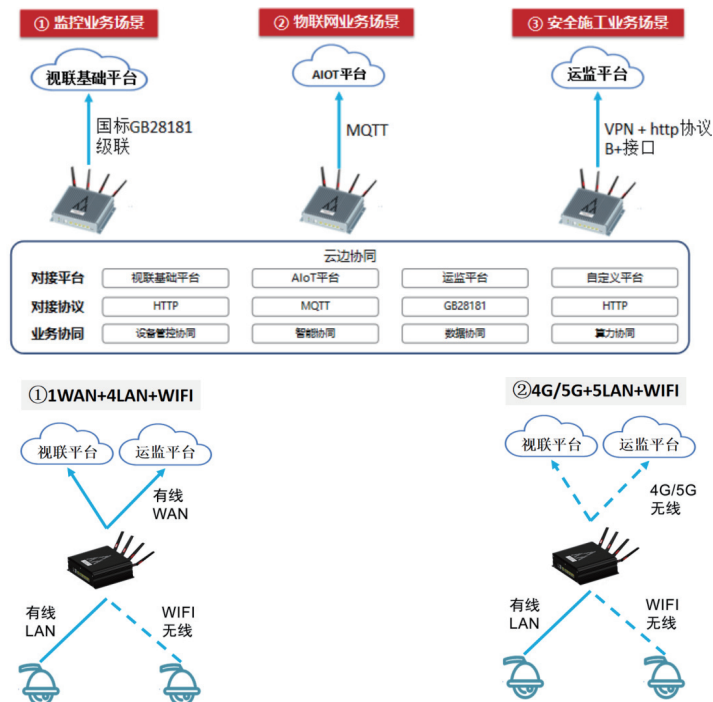 ① 监控业务场景
② 物联网业务场景
③ 安全施工业务场景
视联基础平台
AIOT平台
运监平台
国标GB28181
级联
MQTT
VPN + http协议
B+接口
云边协同
对接平台 视联基础平台 AIoT平台 运监平台 自定义平台
对接协议 HTTP MQTT GB28181 HTTP
业务协同 设备管控协同 智能协同 数据协同 算力协同
①1WAN+4LAN+WIFI
②4G/5G+5LAN+WIFI
视联平台 运监平台
视联平台 运监平台
有线
WAN
4G/5G
无线
有线
LAN
WIFI
无线
有线
LAN
WIFI
无线